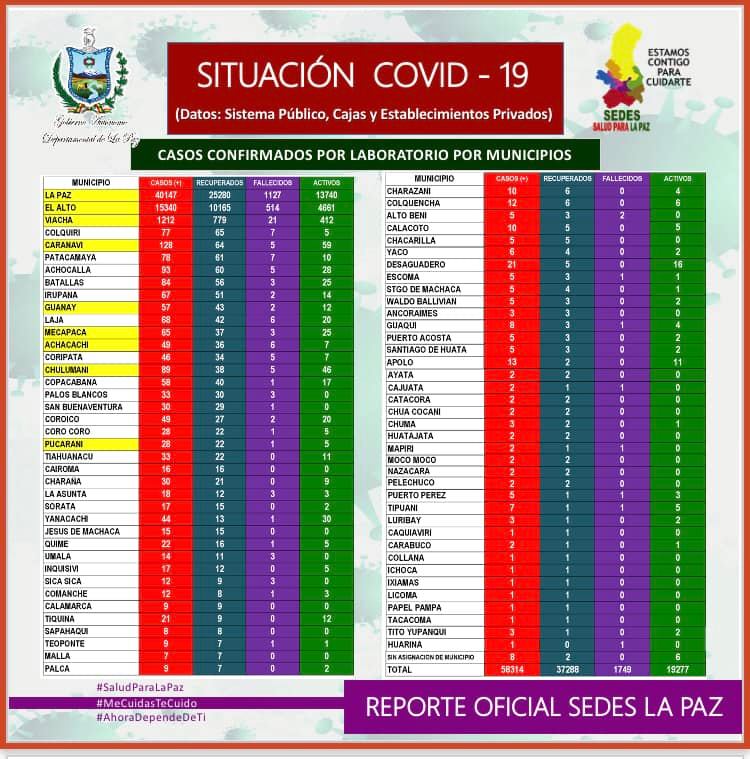 Gobierno Autónomo
Departamental de La Paz
SITUACIÓN COVID - 19
(Datos: Sistema Público, Cajas y Establecimientos Privados)
ESTAMOS
CONTIGO
PARA
CUIDARTE
SEDES
SALUD PARA LA PAZ
CASOS CONFIRMADOS POR LABORATORIO POR MUNICIPIOS
MUNICIPIO CASOS (+) RECUPERADOS FALLECIDOS ACTIVOS
LA PAZ 40147 25280 1127 13740
EL ALTO 15340 10165 514 4661
VIACHA 1212 779 21 412
COLQUIRI 77 65 7 5
CARANAVI 128 64 5 59
PATACAMAYA 78 61 7 10
ACHOCALLA 93 60 5 28
BATALLAS 84 56 3 25
IRUPANA 67 51 2 14
GUANAY 57 43 2 12
LAJA 68 42 6 20
MECAPACA 65 37 3 25
ACHACACHI 49 36 6 7
CORIPATA 46 34 5 7
CHULUMANI 89 38 5 46
COPACABANA 58 40 1 17
PALOS BLANCOS 33 30 3 0
SAN BUENAVENTURA 30 29 1 0
COROICO 49 27 2 20
CORO CORO 28 22 1 5
PUCARANI 28 22 1 5
TIAHUANACU 33 22 0 11
CAIROMA 16 16 0 0
CHARAÑA 30 21 0 9
LA ASUNTA 18 12 3 3
SORATA 17 15 0 2
YANACACHI 44 13 1 30
JESUS DE MACHACA 15 15 0 0
QUIME 22 16 1 5
UMALA 14 11 3 0
INQUISIVI 17 12 0 5
SICA SICA 12 9 3 0
COMANCHE 12 8 1 3
CALAMARCA 9 9 0 0
TIQUINA 21 9 0 12
SAPAHAQUI 8 8 0 0
TEOPONTE 9 7 1 1
MALLA 7 7 0 0
PALCA 9 7 0 2
MUNICIPIO CASOS (+) RECUPERADOS FALLECIDOS ACTIVOS
CHARAZANI 10 6 0 4
COLQUENCHA 12 6 0 6
ALTO BENI 5 3 2 0
CALACOTO 10 5 0 5
CHACARILLA 5 5 0 0
YACO 6 4 0 2
DESAGUADERO 21 5 0 16
ESCOMA 5 3 1 1
STGO DE MACHACA 4 3 0 1
WALDO BALLIVIAN 5 3 0 2
ANCORAIMES 3 3 0 0
GUAQUI 8 3 1 4
PUERTO ACOSTA 5 3 0 2
SANTIAGO DE HUATA 5 3 0 2
APOLO 13 2 0 11
AYATA 2 2 0 0
CAJUATA 2 1 1 0
CATACORA 2 2 0 0
CHUA COCANI 2 2 0 0
CHUMA 3 2 0 1
HUATAJATA 2 2 0 0
MAPIRI 2 1 1 0
MOCO MOCO 2 2 0 0
NAZACARA 2 2 0 0
PELECHUCO 2 2 0 0
PUERTO PEREZ 5 1 1 3
TIPUANI 7 1 1 5
LURIBAY 3 1 0 2
CAQUIAVIRI 1 1 0 0
CARABUCO 2 1 0 1
COLLANA 1 1 0 0
ICHOCA 1 1 0 0
IXIAMAS 1 1 0 0
LICOMA 1 1 0 0
PAPEL PAMPA 1 1 0 0
TACACOMA 1 1 0 0
TITO YUPANQUI 3 1 0 2
HUARINA 1 0 1 0
SIN ASIGNACION DE MUNICIPIO 8 2 0 6
TOTAL 58314 37288 1749 19277
#SaludParaLaPaz
#MeCuidasTeCuido
#AhoraDependeDeTi
REPORTE OFICIAL SEDES LA PAZ